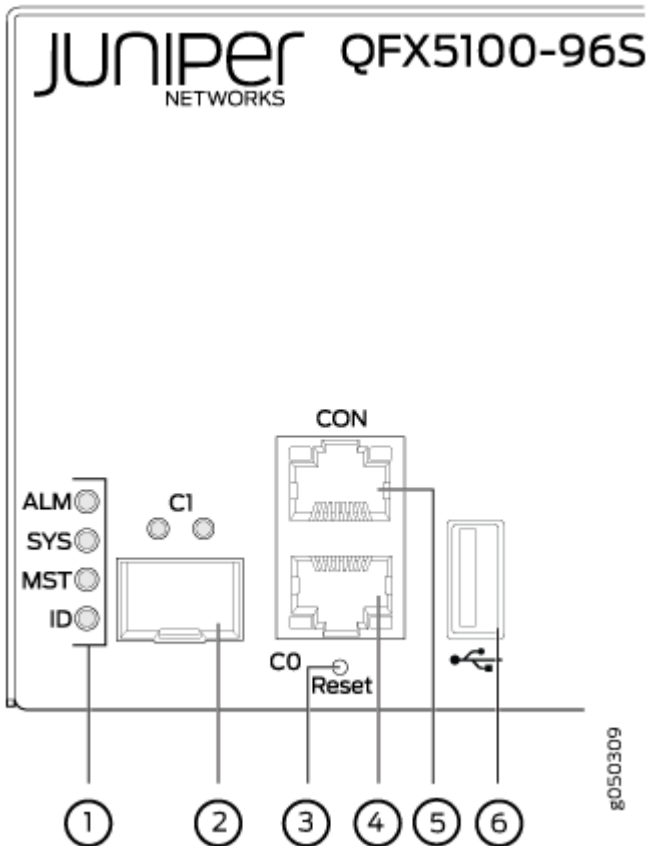 JUNIPER
NETWORKS
QFX5100-96S
CON
ALM
C1
SYS
MST
ID
C0
Reset
g050309
1
2
3
4
5
6